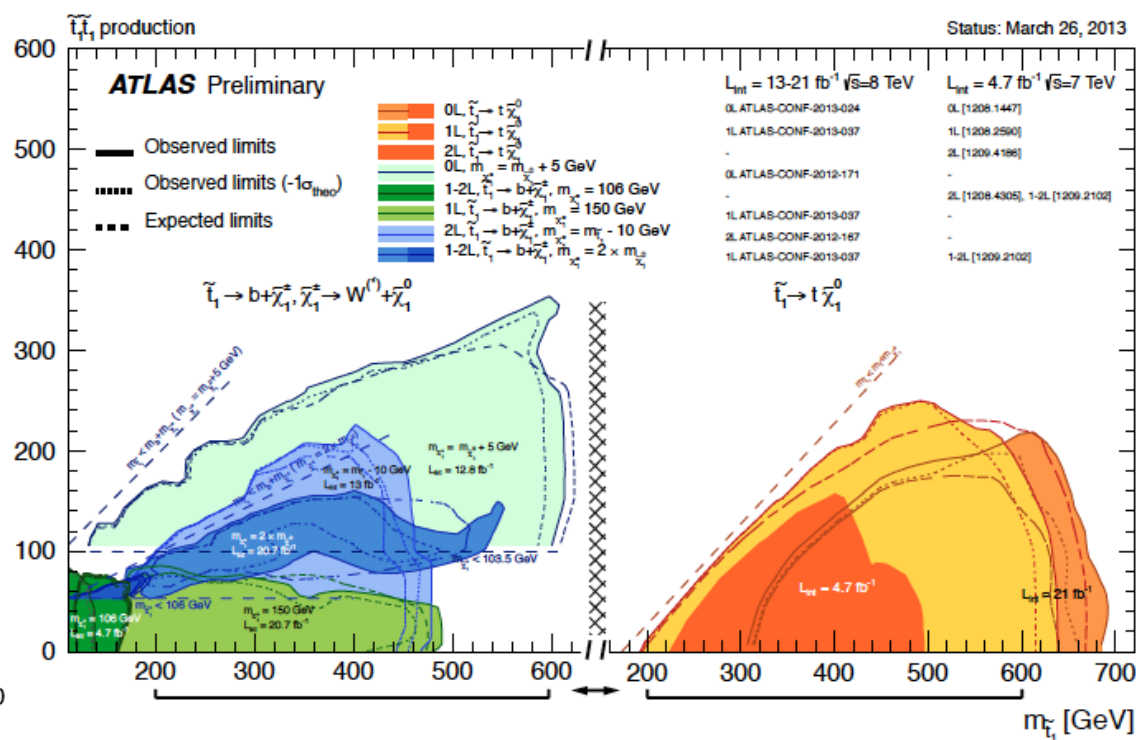 t̃₁t̃₁ production
Status: March 26, 2013
ATLAS Preliminary
L_int = 13-21 fb⁻¹ √s=8 TeV
L_int = 4.7 fb⁻¹ √s=7 TeV
Observed limits
Observed limits (-1σ_theo)
Expected limits
0L, t̃₁→ t χ̃₁⁰
0L ATLAS-CONF-2013-024
0L [1208.1447]
1L, t̃₁→ t χ̃₁⁰
1L ATLAS-CONF-2013-037
1L [1208.2590]
2L, t̃₁→ t χ̃₁⁰
-
2L [1209.4186]
0L, m_χ̃₁± = m_χ̃₁⁰ + 5 GeV
0L ATLAS-CONF-2012-171
-
1-2L, t̃₁→ b+χ̃₁±, m_χ̃₁± = 106 GeV
-
2L [1208.4305], 1-2L [1209.2102]
1L, t̃₁→ b+χ̃₁±, m_χ̃₁± = 150 GeV
1L ATLAS-CONF-2013-037
-
2L, t̃₁→ b+χ̃₁±, m_χ̃₁± = m_t̃₁ - 10 GeV
2L ATLAS-CONF-2012-167
-
1-2L, t̃₁→ b+χ̃₁±, m_χ̃₁± = 2 × m_χ̃₁⁰
1L ATLAS-CONF-2013-037
1-2L [1209.2102]
t̃₁→ b+χ̃₁±, χ̃₁±→ W⁽*⁾+χ̃₁⁰
t̃₁→ t χ̃₁⁰
m_χ̃₁± = m_χ̃₁⁰ + 5 GeV
L_int = 12.8 fb⁻¹
m_χ̃₁± = m_t̃₁ - 10 GeV
L_int = 13 fb⁻¹
m_χ̃₁± = 2 × m_χ̃₁⁰
L_int = 20.7 fb⁻¹
m_χ̃₁± < 103.5 GeV
m_χ̃₁± < 106 GeV
m_χ̃₁± = 106 GeV
L_int = 4.7 fb⁻¹
m_χ̃₁± = 150 GeV
L_int = 20.7 fb⁻¹
L_int = 4.7 fb⁻¹
L_int = 21 fb⁻¹
600
500
400
300
200
100
0
200 300 400 500 600 200 300 400 500 600 700
0
m_t̃₁ [GeV]